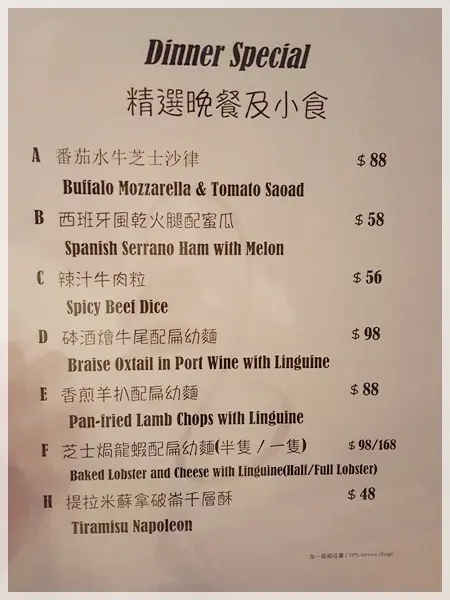 Dinner Special
精選晚餐及小食
A 番茄水牛芝士沙律 $88
Buffalo Mozzarella & Tomato Saoad
B 西班牙風乾火腿配蜜瓜 $58
Spanish Serrano Ham with Melon
C 辣汁牛肉粒 $56
Spicy Beef Dice
D 砵酒燴牛尾配扁幼麵 $98
Braise Oxtail in Port Wine with Linguine
E 香煎羊扒配扁幼麵 $88
Pan-fried Lamb Chops with Linguine
F 芝士焗龍蝦配扁幼麵(半隻/一隻) $98/168
Baked Lobster and Cheese with Linguine(Half/Full Lobster)
H 提拉米蘇拿破崙千層酥 $48
Tiramisu Napoleon
加一服務費 / 10% service charge